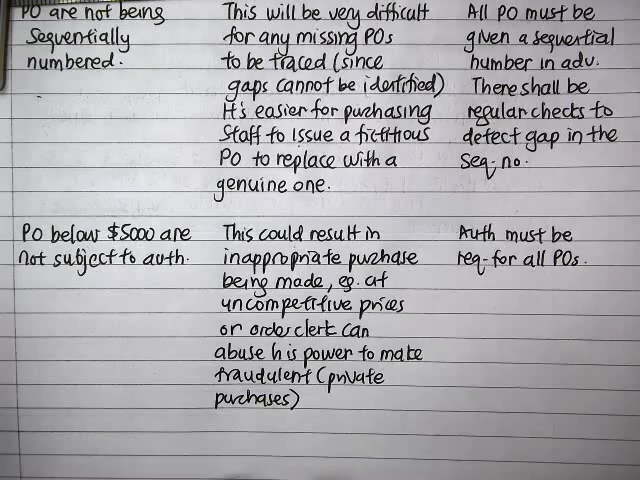 PO are not being
Sequentially
numbered.
This will be very difficult
for any missing POs
to be traced (since
gaps cannot be identified)
It's easier for purchasing
Staff to issue a fictitious
PO to replace with a
genuine one.
All PO must be
given a sequential
number in adv.
There shall be
regular checks to
detect gap in the
seq. no.
PO below $5000 are
not subject to auth.
This could result in
inappropriate purchase
being made, eg. at
uncompetitive prices
or order clerk can
abuse his power to make
fraudulent (private
purchases)
Auth must be
req. for all POs.